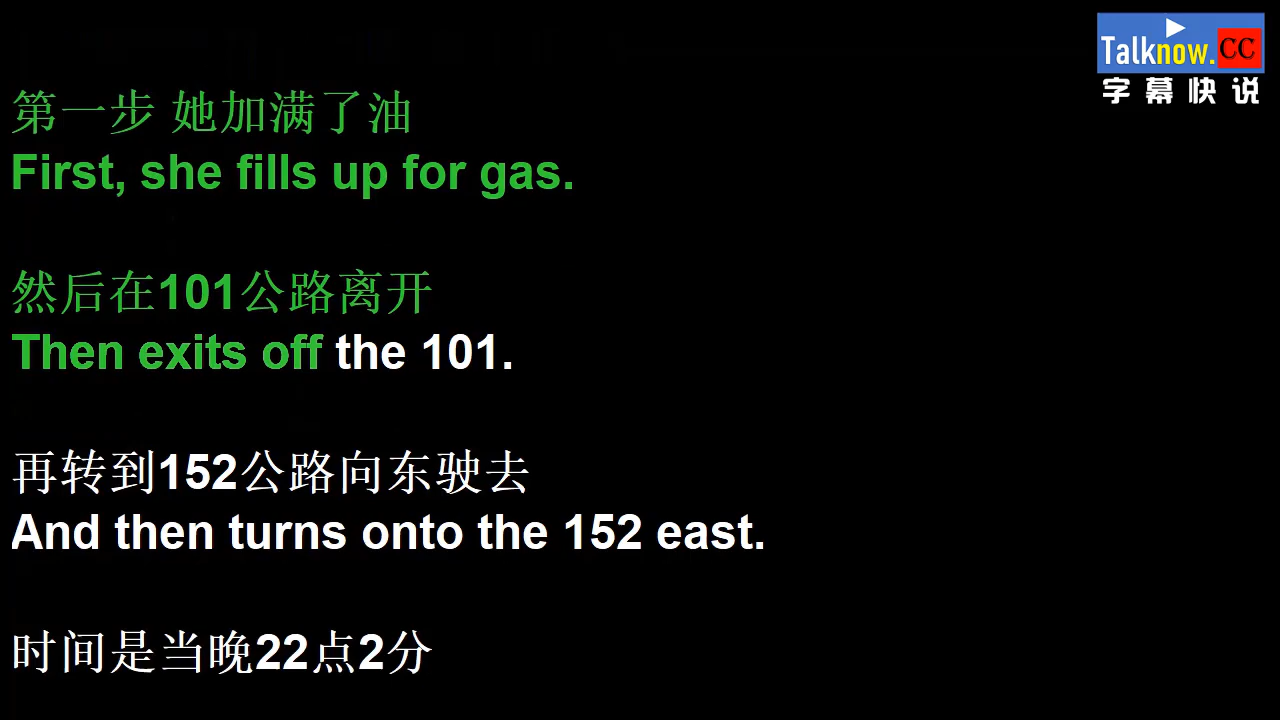 Talknow.CC
字幕快说
第一步 她加满了油
First, she fills up for gas.
然后在101公路离开
Then exits off the 101.
再转到152公路向东驶去
And then turns onto the 152 east.
时间是当晚22点2分